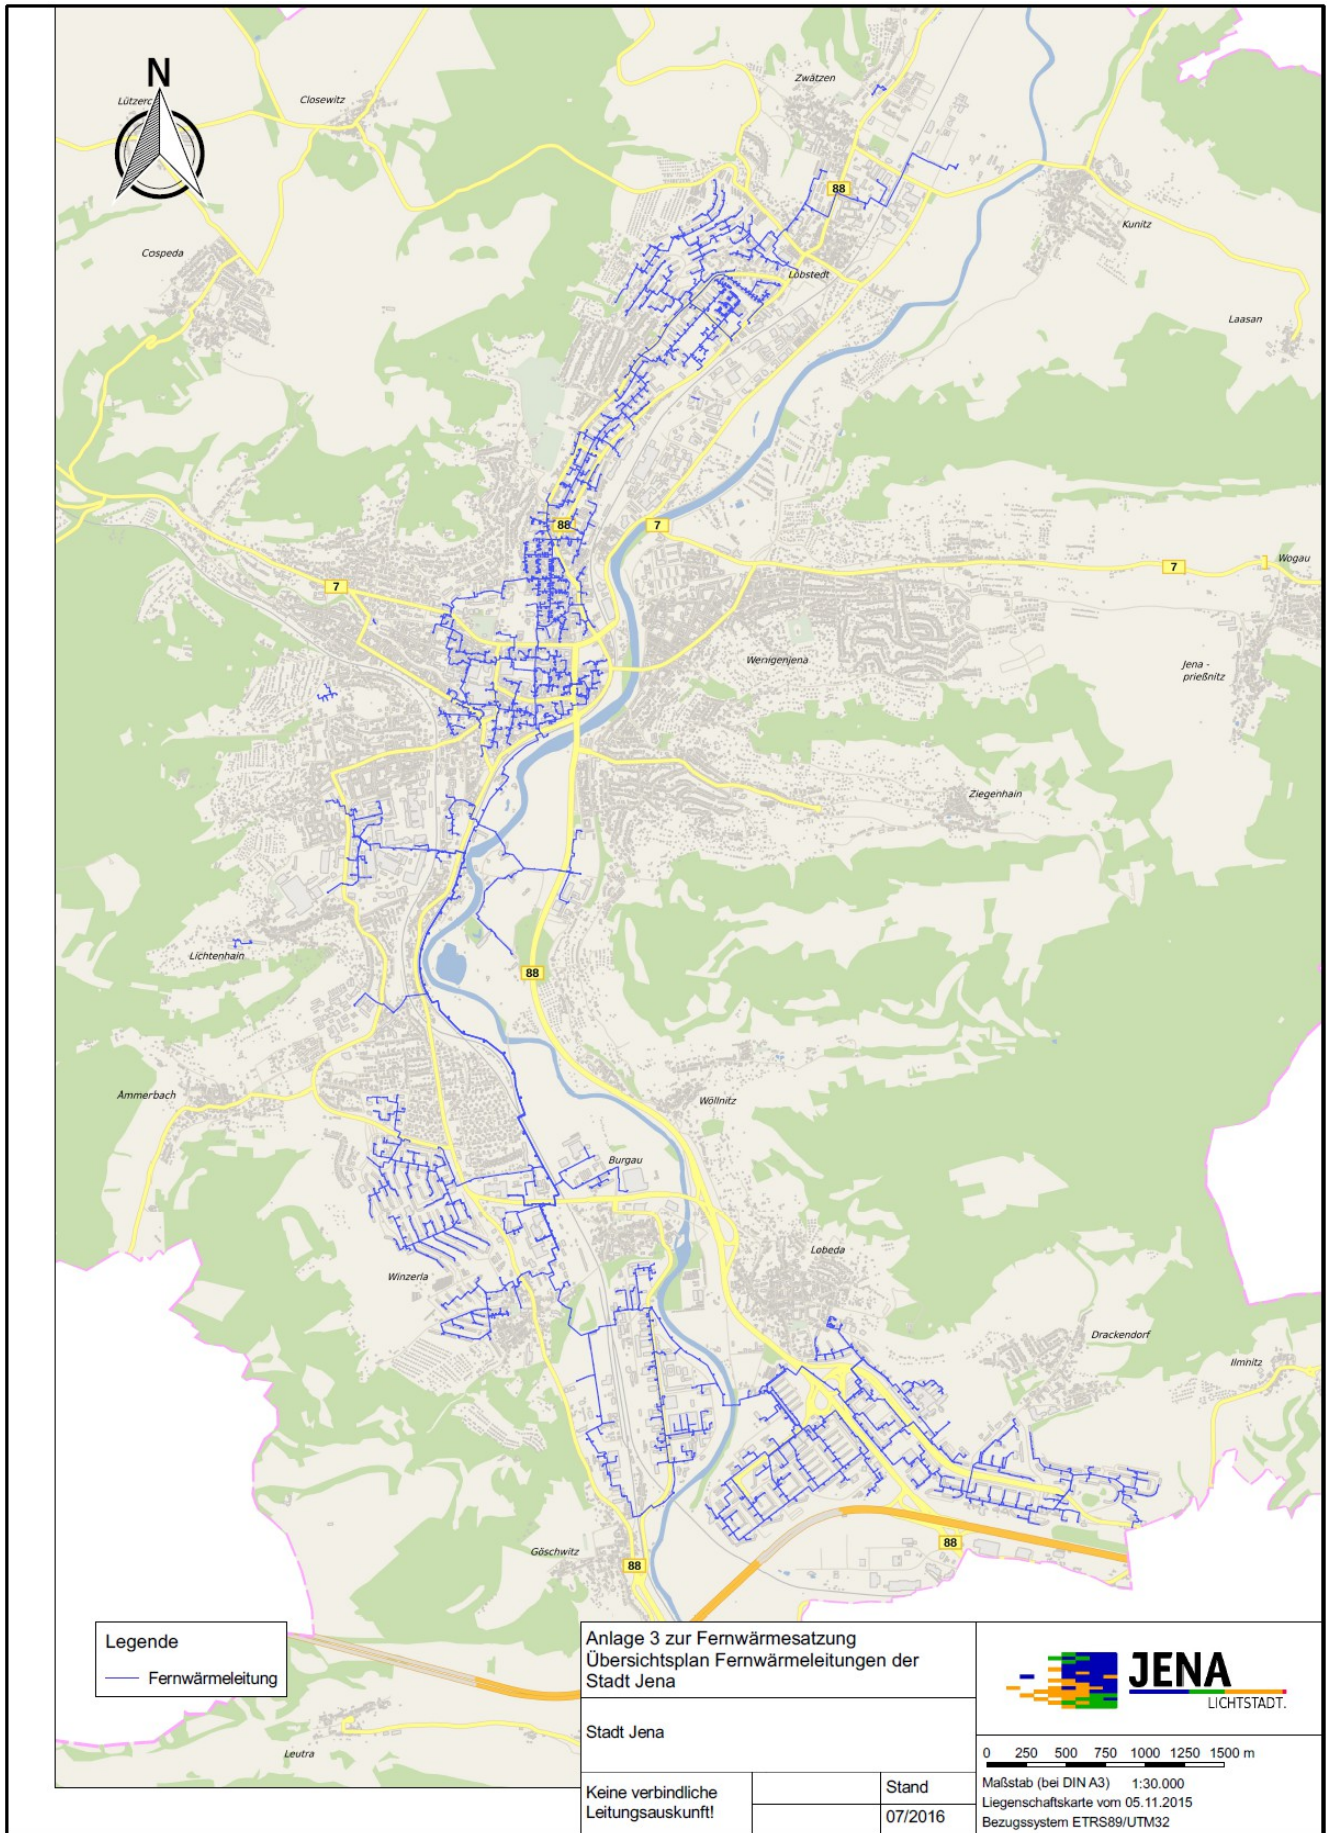 N
Zwätzen
Closewitz
Lützerc
88
Kunitz
Cospeda
Löbstedt
Laasan
88
7
7
Wogau
7
Wenigenjena
Jena -
prießnitz
Ziegenhain
Lichtenhain
88
Ammerbach
Wöllnitz
Burgau
Lobeda
Winzerla
Drackendorf
Ilmnitz
Göschwitz
88
88
Leutra
Legende
Fernwärmeleitung
Anlage 3 zur Fernwärmesatzung
Übersichtsplan Fernwärmeleitungen der
Stadt Jena
Stadt Jena
Keine verbindliche
Leitungsauskunft!
Stand
07/2016
JENA
LICHTSTADT.
0 250 500 750 1000 1250 1500 m
Maßstab (bei DIN A3) 1:30.000
Liegenschaftskarte vom 05.11.2015
Bezugssystem ETRS89/UTM32